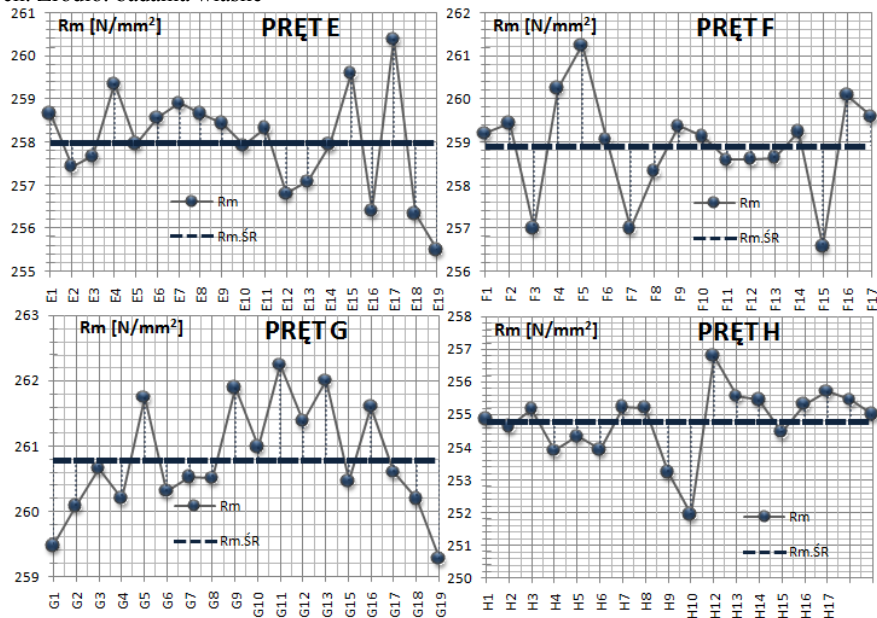 badania własne
Rm [N/mm²] PRĘT E
261
260
259
258
257
256
255
Rm
Rm.ŚR
E1 E2 E3 E4 E5 E6 E7 E8 E9 E10 E11 E12 E13 E14 E15 E16 E17 E18 E19
Rm [N/mm²] PRĘT F
262
261
260
259
258
257
256
Rm
Rm.ŚR
F1 F2 F3 F4 F5 F6 F7 F8 F9 F10 F11 F12 F13 F14 F15 F16 F17
Rm [N/mm²] PRĘT G
263
262
261
260
259
Rm
Rm.ŚR
G1 G2 G3 G4 G5 G6 G7 G8 G9 G10 G11 G12 G13 G14 G15 G16 G17 G18 G19
Rm [N/mm²] PRĘT H
258
257
256
255
254
253
252
251
250
Rm
Rm.ŚR
H1 H2 H3 H4 H5 H6 H7 H8 H9 H10 H12 H13 H14 H15 H16 H17